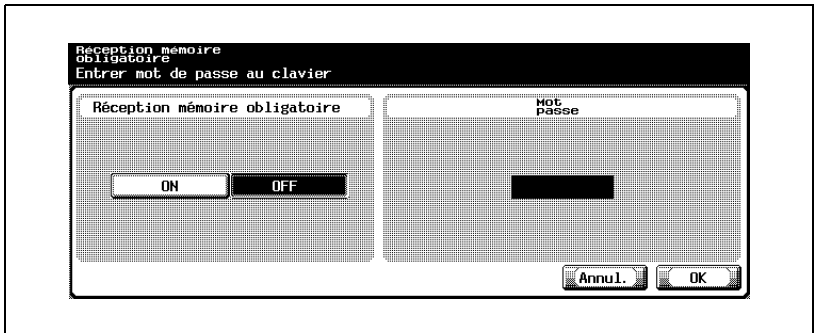 Réception mémoire
obligatoire
Entrer mot de passe au clavier
Réception mémoire obligatoire
Mot
passe
ON
OFF
Annul.
OK